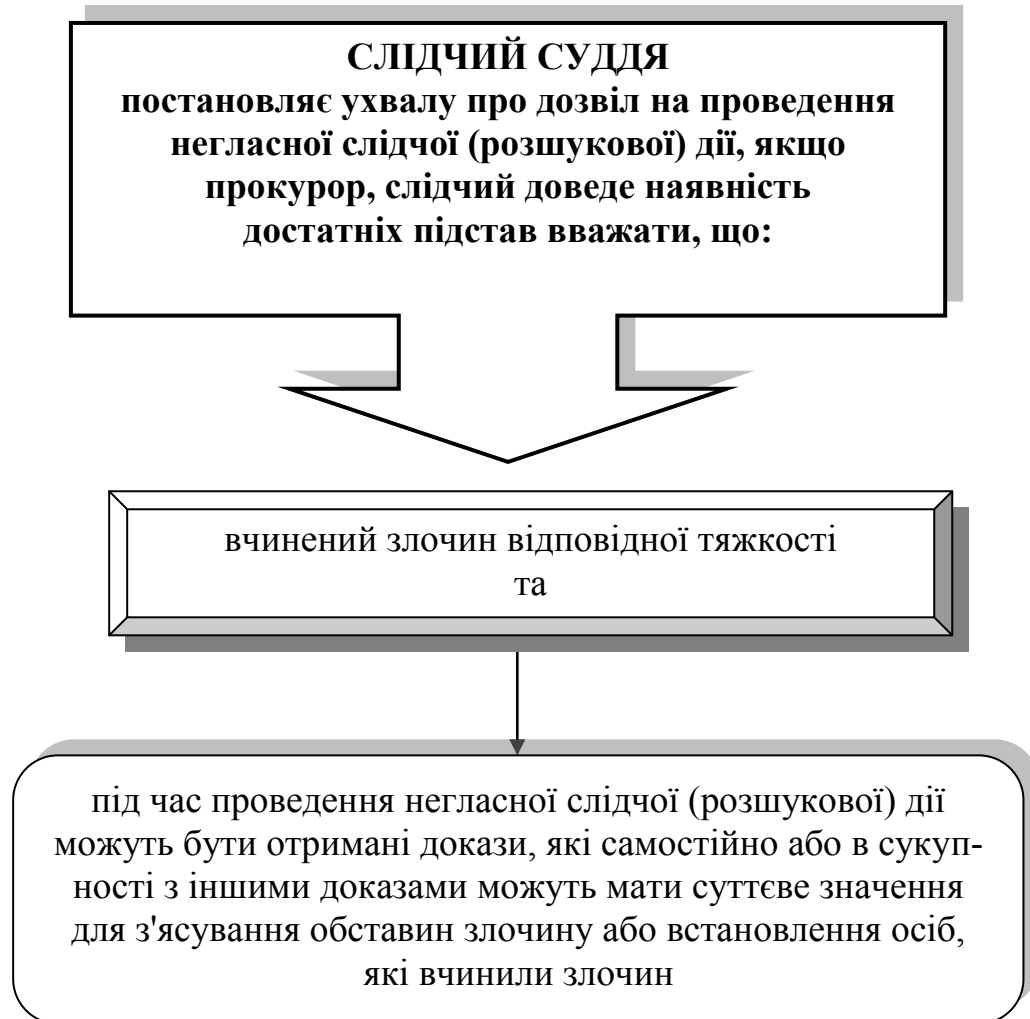 СЛІДЧИЙ СУДДЯ
постановляє ухвалу про дозвіл на проведення
негласної слідчої (розшукової) дії, якщо
прокурор, слідчий доведе наявність
достатніх підстав вважати, що:
вчинений злочин відповідної тяжкості
та
під час проведення негласної слідчої (розшукової) дії
можуть бути отримані докази, які самостійно або в сукуп-
ності з іншими доказами можуть мати суттєве значення
для з'ясування обставин злочину або встановлення осіб,
які вчинили злочин